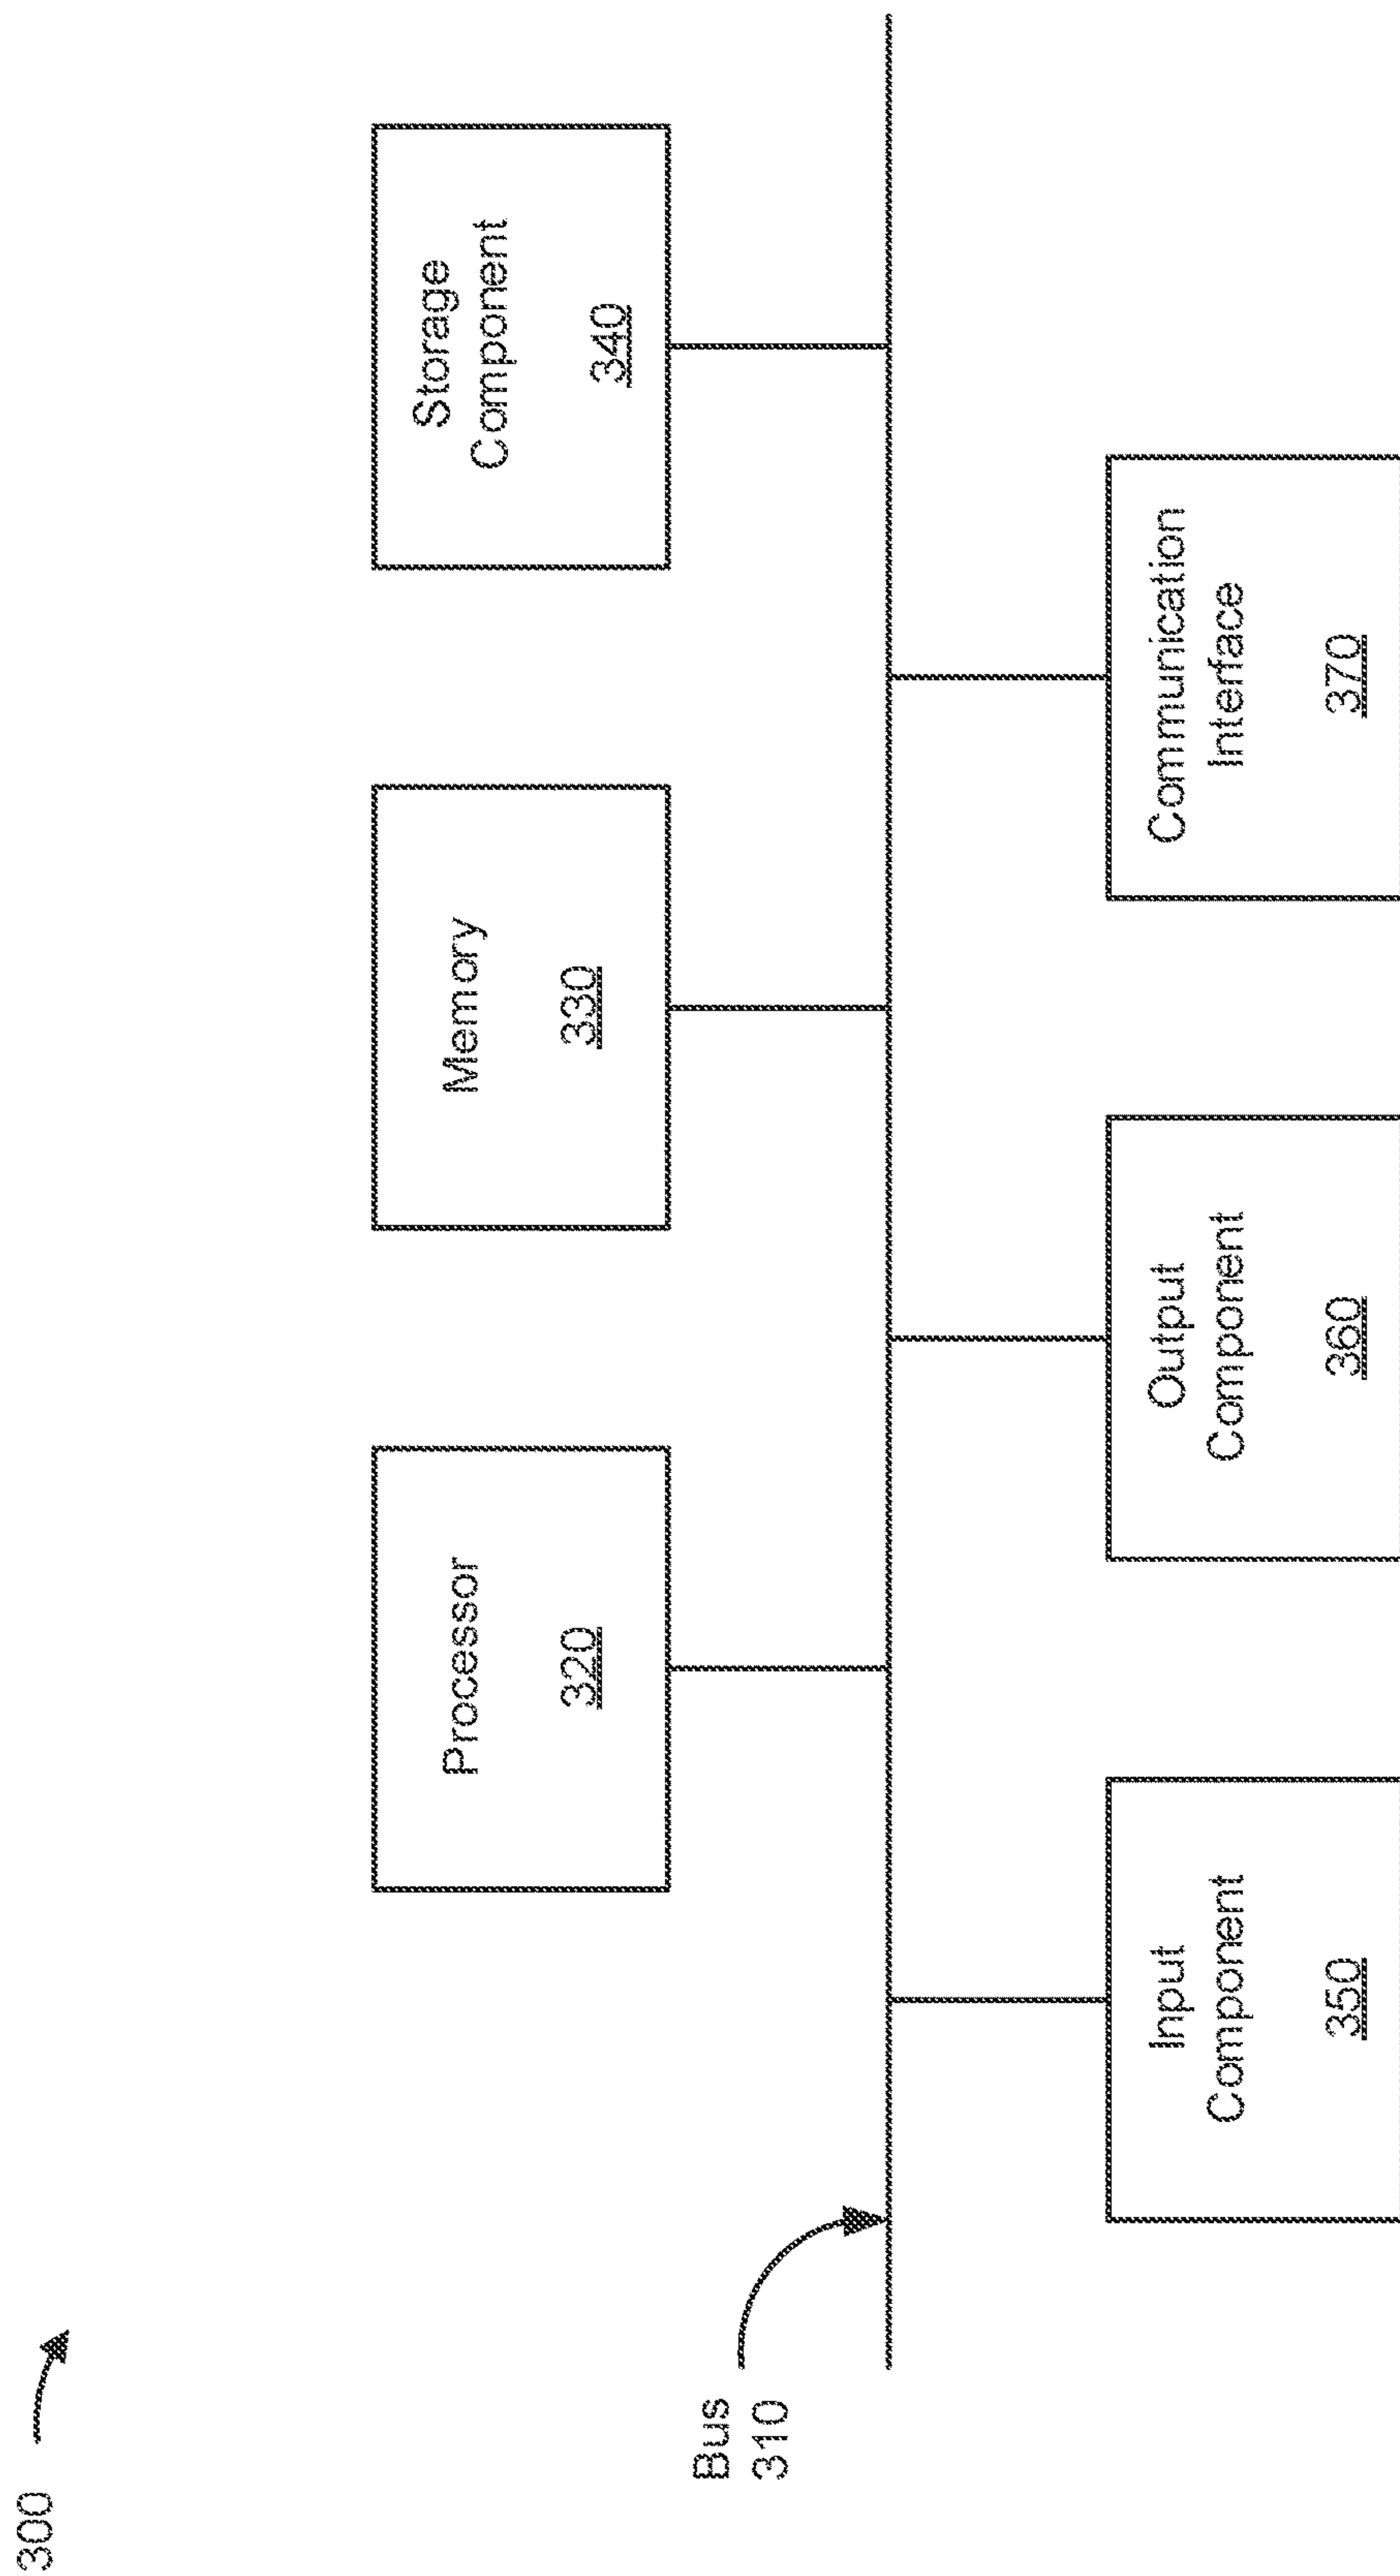 300
Bus
310
Processor
320
Memory
330
Storage
Component
340
Input
Component
350
Output
Component
360
Communication
Interface
370